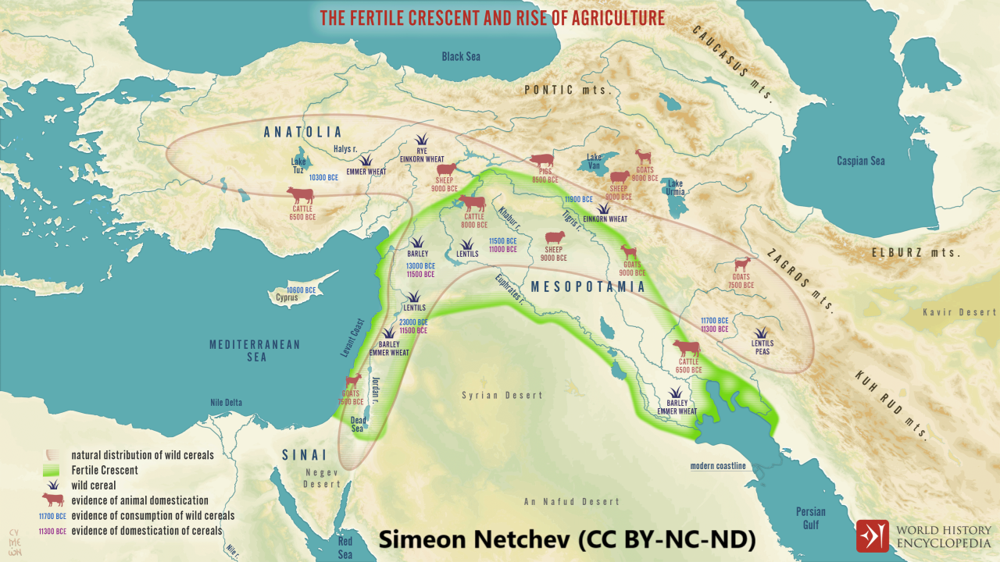 THE FERTILE CRESCENT AND RISE OF AGRICULTURE
Black Sea
CAUCASUS mts.
PONTIC mts.
ANATOLIA
Halys r.
Lake
Tuz
10300 BCE
EMMER WHEAT
RYE
EINKORN WHEAT
CATTLE
6500 BCE
SHEEP
9000 BCE
PIGS
8500 BCE
Lake
Van
GOATS
9000 BCE
SHEEP
9000 BCE
Lake
Urmia
Caspian Sea
11900 BCE
EINKORN WHEAT
Tigris r.
Khabur r.
CATTLE
8000 BCE
BARLEY
13000 BCE
11500 BCE
LENTILS
11500 BCE
11000 BCE
SHEEP
9000 BCE
GOATS
9000 BCE
GOATS
7500 BCE
ZAGROS mts.
ELBURZ mts.
Kavir Desert
MESOPOTAMIA
Euphrates r.
10600 BCE
Cyprus
LENTILS
23000 BCE
11500 BCE
BARLEY
EMMER WHEAT
Levant Coast
MEDITERRANEAN
SEA
11700 BCE
11300 BCE
LENTILS
PEAS
CATTLE
6500 BCE
KUH RUD mts.
GOATS
7500 BCE
Jordan r.
Dead
Sea
Syrian Desert
BARLEY
EMMER WHEAT
Nile Delta
SINAI
Negev
Desert
modern coastline
An Nafud Desert
Persian
Gulf
Red
Sea
Nile r.
natural distribution of wild cereals
Fertile Crescent
wild cereal
evidence of animal domestication
11700 BCE evidence of consumption of wild cereals
11300 BCE evidence of domestication of cereals
Simeon Netchev (CC BY-NC-ND)
WORLD HISTORY
ENCYCLOPEDIA